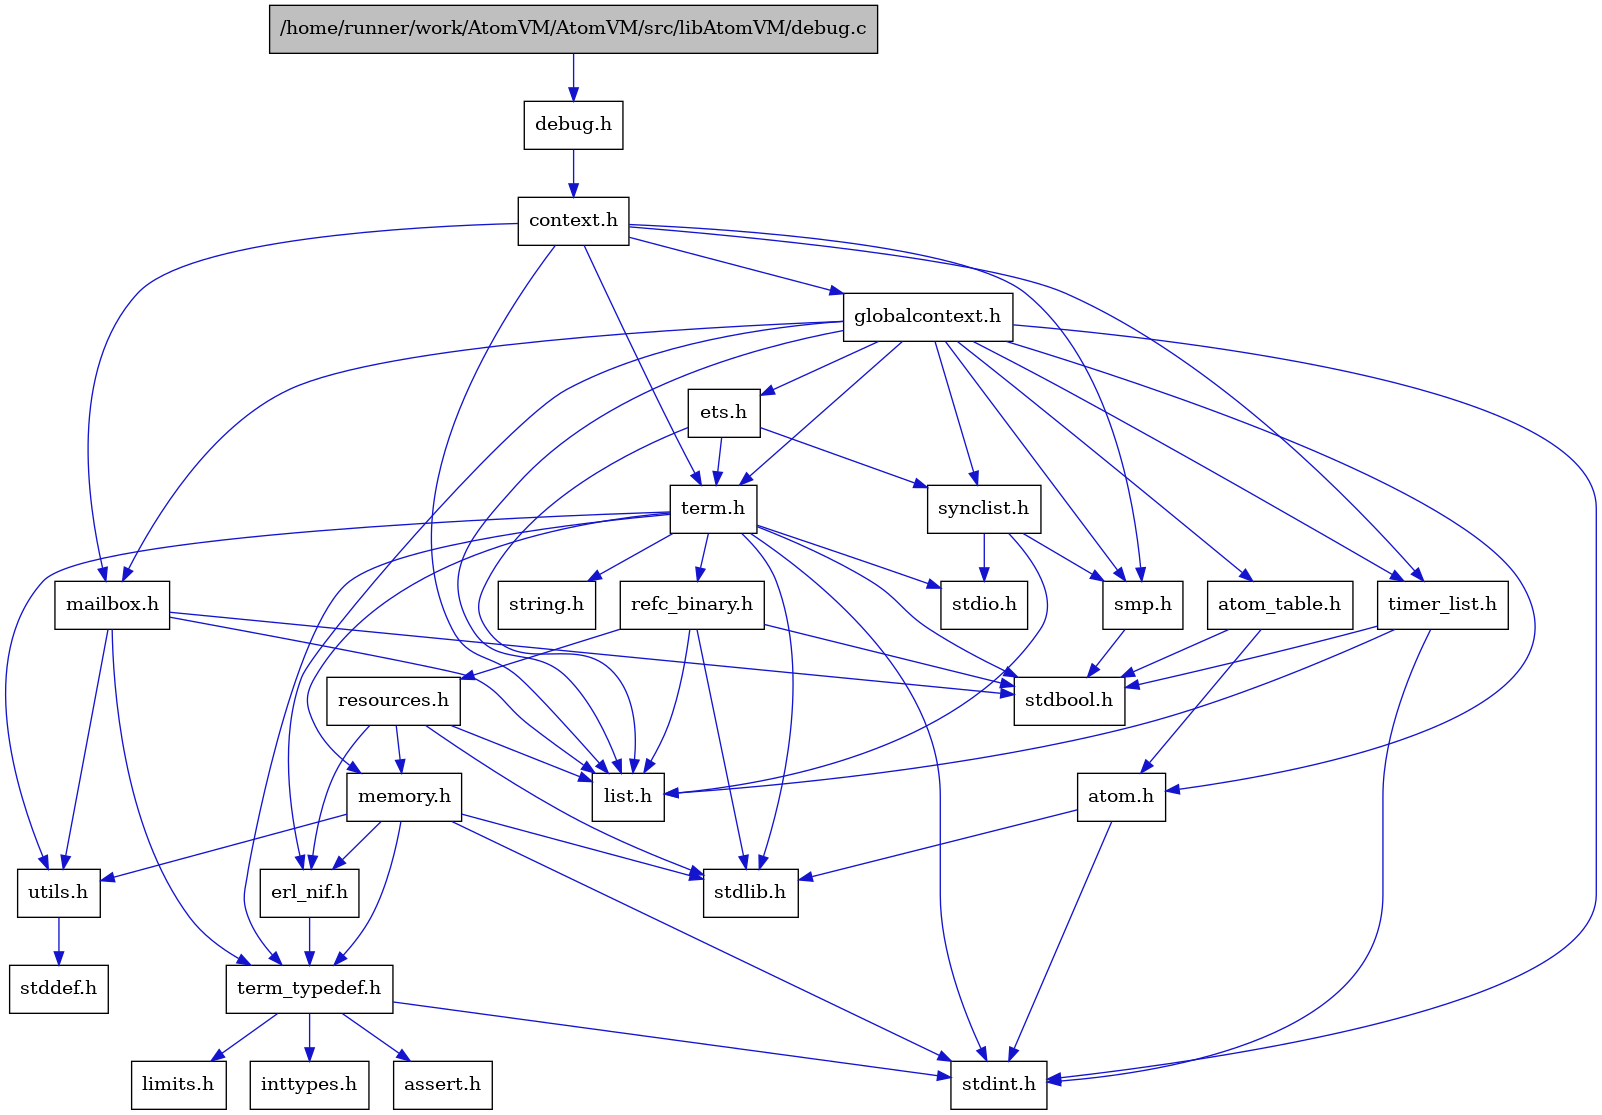 /home/runner/work/AtomVM/AtomVM/src/libAtomVM/debug.c
debug.h
context.h
globalcontext.h
ets.h
term.h
synclist.h
mailbox.h
string.h
refc_binary.h
stdio.h
smp.h
atom_table.h
timer_list.h
resources.h
stdbool.h
memory.h
list.h
atom.h
utils.h
erl_nif.h
stdlib.h
stddef.h
term_typedef.h
limits.h
inttypes.h
assert.h
stdint.h